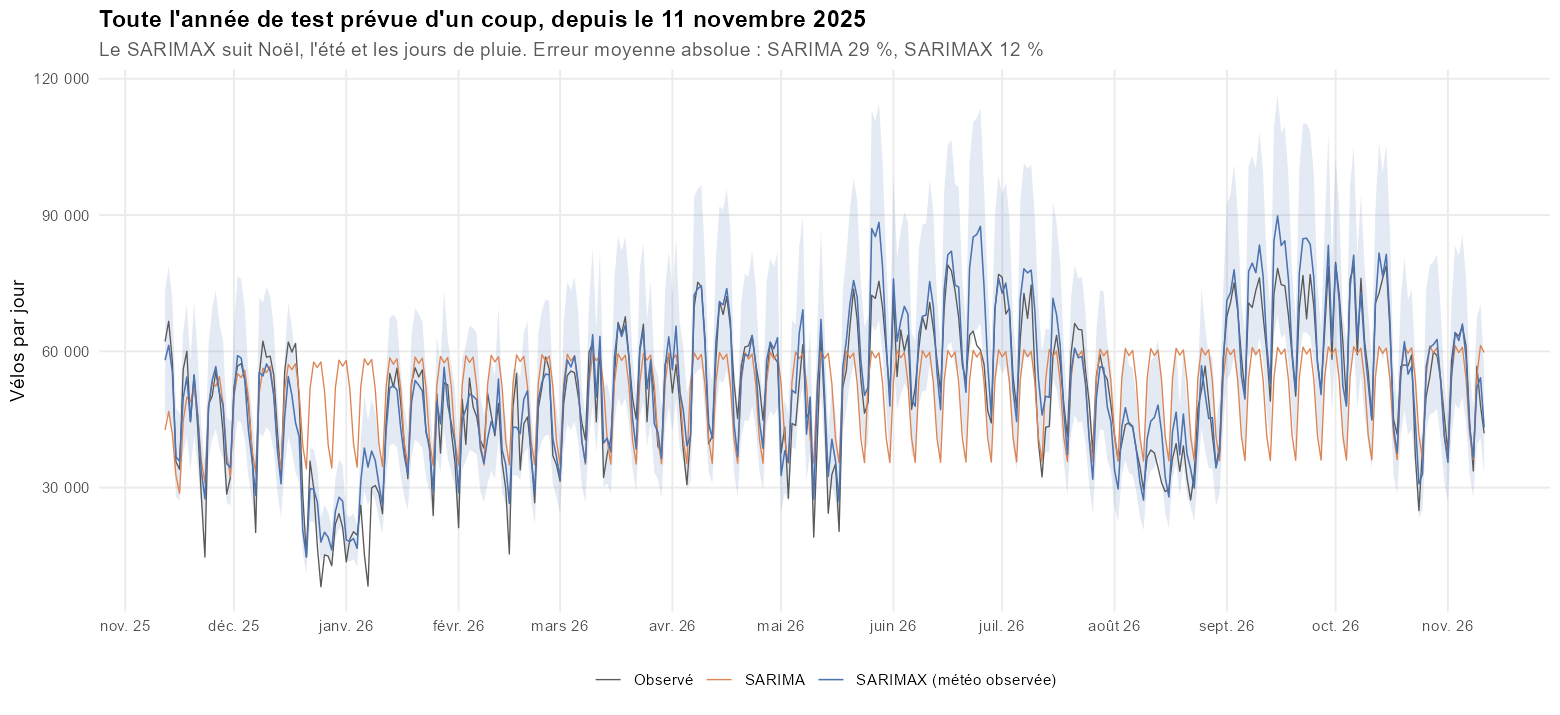 Toute l'année de test prévue d'un coup, depuis le 11 novembre 2025
Le SARIMAX suit Noël, l'été et les jours de pluie. Erreur moyenne absolue : SARIMA 29 %, SARIMAX 12 %
120 000
90 000
60 000
30 000
Vélos par jour
nov. 25 déc. 25 janv. 26 févr. 26 mars 26 avr. 26 mai 26 juin 26 juil. 26 août 26 sept. 26 oct. 26 nov. 26
Observé SARIMA SARIMAX (météo observée)